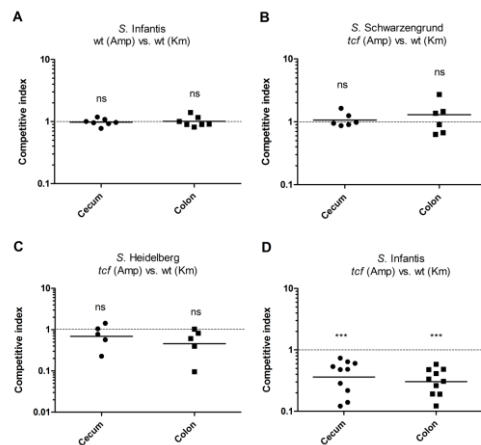 A
S. Infantis
wt (Amp) vs. wt (Km)
Competitive index
10
1
0.1
ns
ns
Cecum
Colon
B
S. Schwarzengrund
tcf (Amp) vs. wt (Km)
Competitive index
10
1
0.1
ns
ns
Cecum
Colon
C
S. Heidelberg
tcf (Amp) vs. wt (Km)
Competitive index
10
1
0.1
0.01
ns
ns
Cecum
Colon
D
S. Infantis
tcf (Amp) vs. wt (Km)
Competitive index
10
1
0.1
***
***
Cecum
Colon